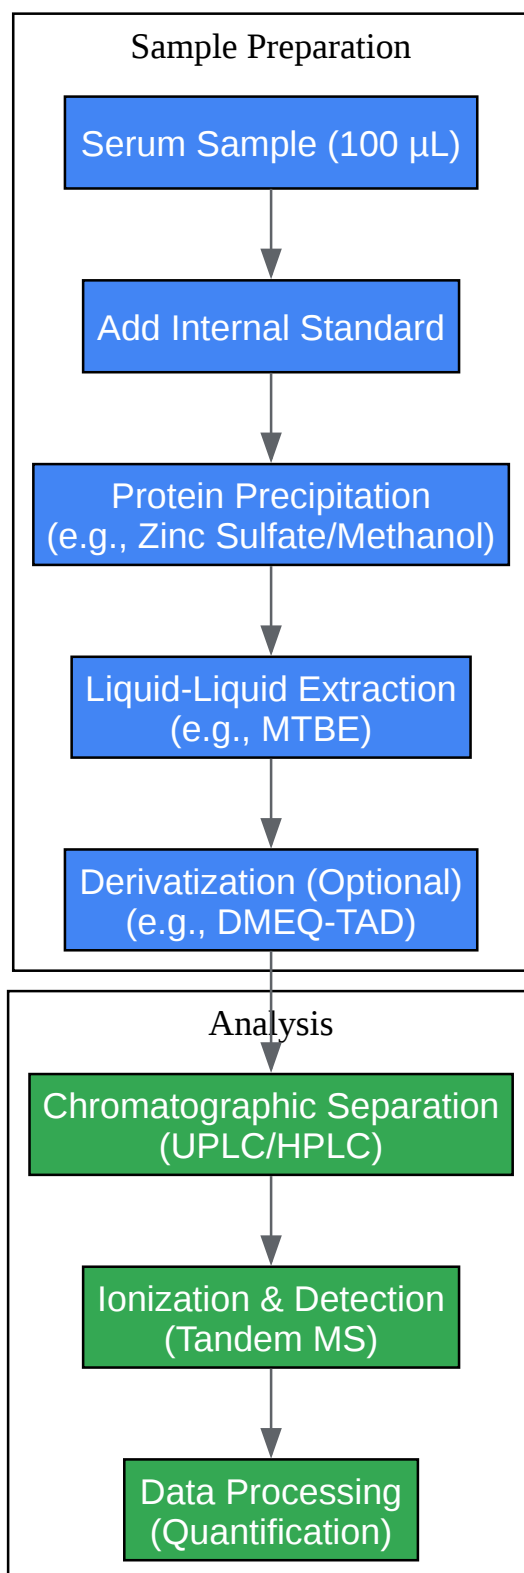 Sample Preparation
Serum Sample (100 µL)
Add Internal Standard
Protein Precipitation
(e.g., Zinc Sulfate/Methanol)
Liquid-Liquid Extraction
(e.g., MTBE)
Derivatization (Optional)
(e.g., DMEQ-TAD)
Analysis
Chromatographic Separation
(UPLC/HPLC)
Ionization & Detection
(Tandem MS)
Data Processing
(Quantification)